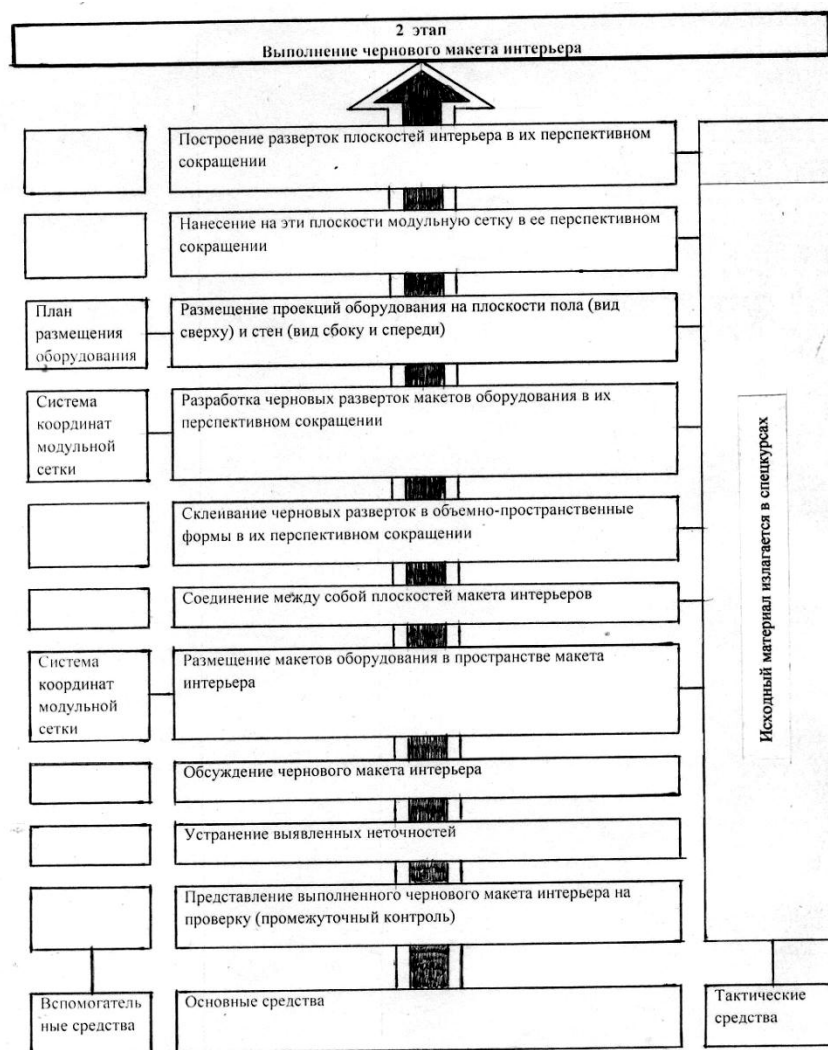 2 этап
Выполнение чернового макета интерьера
Построение разверток плоскостей интерьера в их перспективном
сокращении
Нанесение на эти плоскости модульную сетку в ее перспективном
сокращении
План
размещения
оборудования
Размещение проекций оборудования на плоскости пола (вид
сверху) и стен (вид сбоку и спереди)
Система
координат
модульной
сетки
Разработка черновых разверток макетов оборудования в их
перспективном сокращении
Склеивание черновых разверток в объемно-пространственные
формы в их перспективном сокращении
Соединение между собой плоскостей макета интерьеров
Система
координат
модульной
сетки
Размещение макетов оборудования в пространстве макета
интерьера
Обсуждение чернового макета интерьера
Устранение выявленных неточностей
Представление выполненного чернового макета интерьера на
проверку (промежуточный контроль)
Исходный материал излагается в спецкурсах
Вспомогатель
ные средства
Основные средства
Тактические
средства